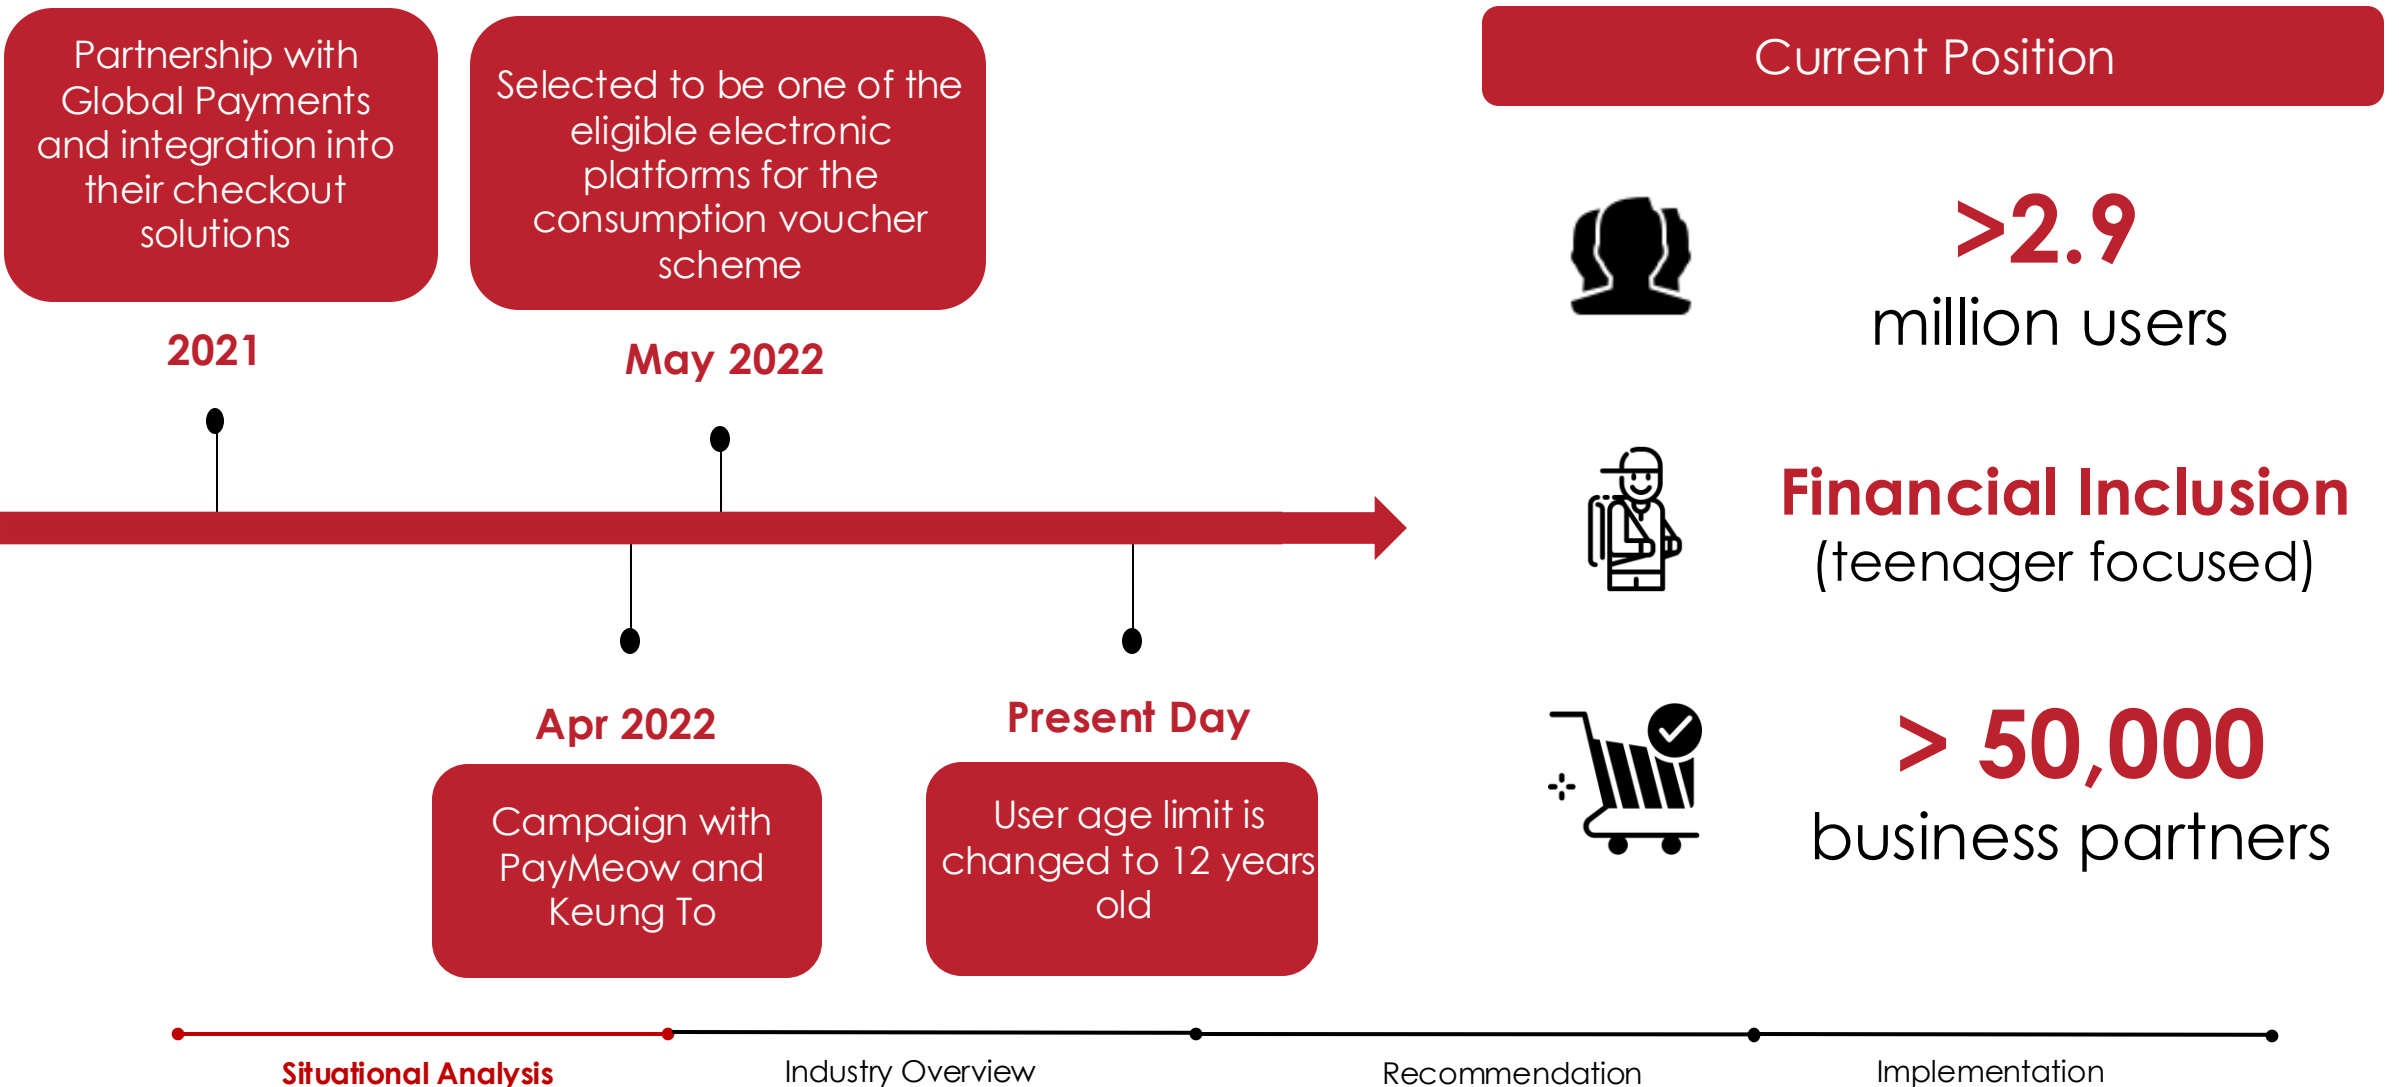 Partnership with
Global Payments
and integration into
their checkout
solutions
2021
Selected to be one of the
eligible electronic
platforms for the
consumption voucher
scheme
May 2022
Apr 2022
Campaign with
PayMeow and
Keung To
Present Day
User age limit is
changed to 12 years
old
Current Position
>2.9
million users
Financial Inclusion
(teenager focused)
> 50,000
business partners
Situational Analysis
Industry Overview
Recommendation
Implementation